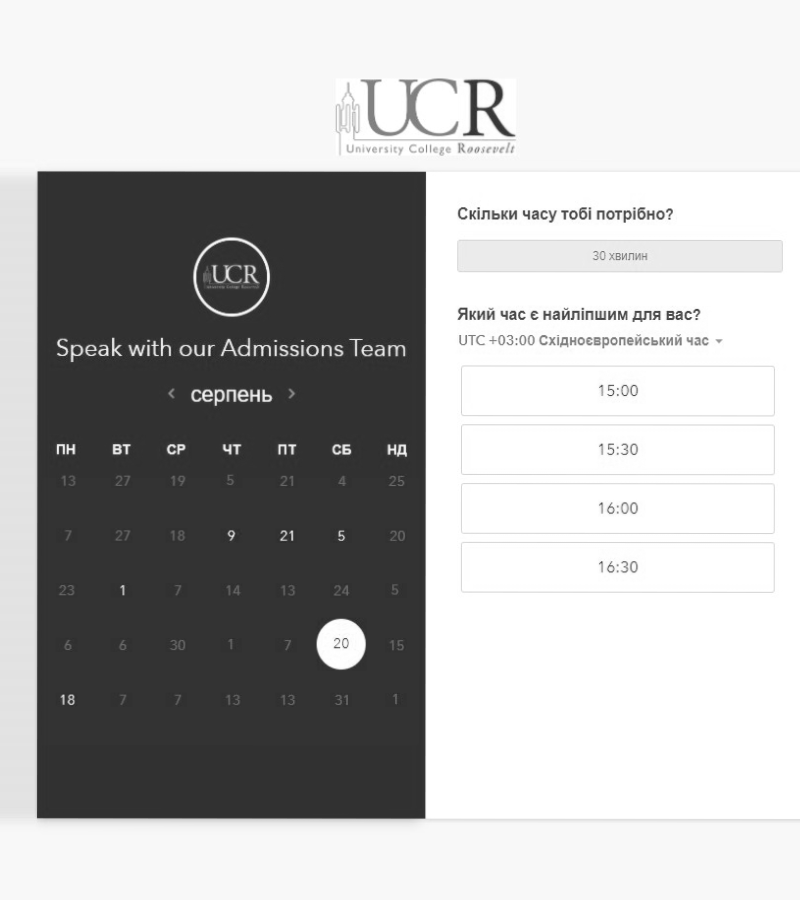 UCR
University College Roosevelt
UCR
Speak with our Admissions Team
‹ серпень ›
ПН ВТ СР ЧТ ПТ СБ НД
13 27 19 5 21 4 25
7 27 18 9 21 5 20
23 1 7 14 13 24 5
6 6 30 1 7 20 15
18 7 7 13 13 31 1
Скільки часу тобі потрібно?
30 хвилин
Який час є найліпшим для вас?
UTC +03:00 Східноєвропейський час
15:00
15:30
16:00
16:30